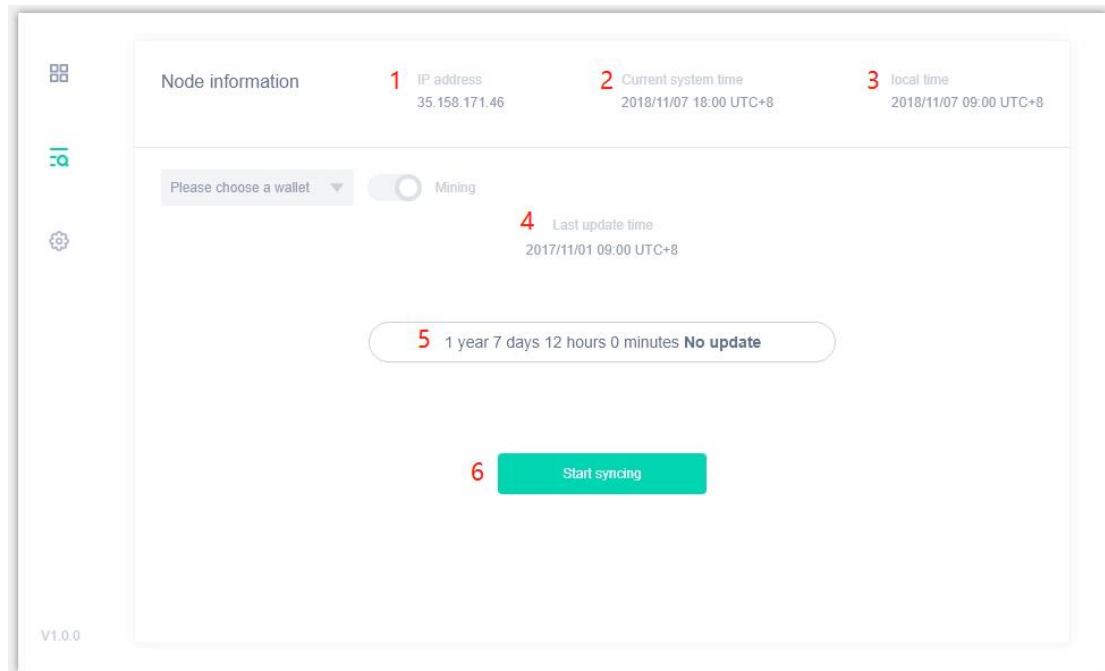 Node information
1 IP address
35.158.171.46
2 Current system time
2018/11/07 18:00 UTC+8
3 local time
2018/11/07 09:00 UTC+8
Please choose a wallet
Mining
4 Last update time
2017/11/01 09:00 UTC+8
5 1 year 7 days 12 hours 0 minutes No update
6 Start syncing
V1.0.0